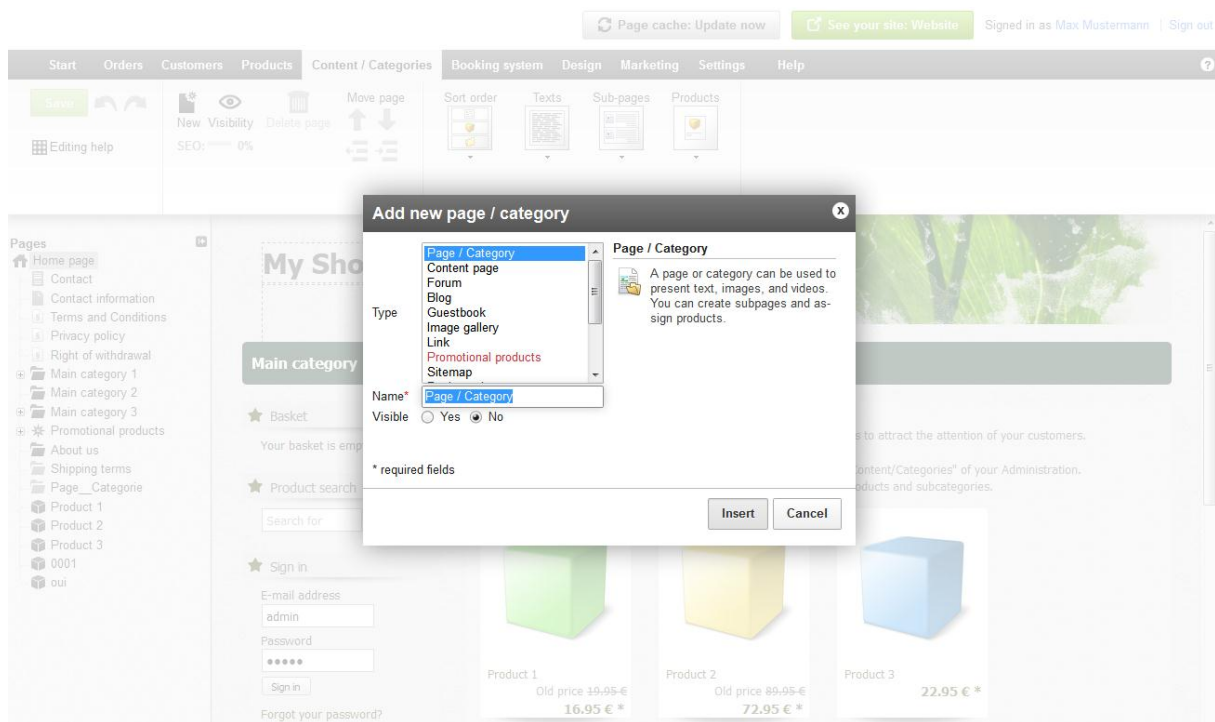 Page cache: Update now
See your site: Website
Signed in as Max Mustermann | Sign out
Start Orders Customers Products Content / Categories Booking system Design Marketing Settings Help
?
Save
New Visibility Delete page
Move page
Sort order Texts Sub-pages Products
Editing help
SEO: 0%
Add new page / category
x
Type
Page / Category
Content page
Forum
Blog
Guestbook
Image gallery
Link
Promotional products
Sitemap
Page / Category
A page or category can be used to
present text, images, and videos.
You can create subpages and as-
sign products.
Name*
Page / Category
Visible Yes No
* required fields
Insert Cancel
Pages
Home page
Contact
Contact information
Terms and Conditions
Privacy policy
Right of withdrawal
Main category 1
Main category 2
Main category 3
Promotional products
About us
Shipping terms
Page__Categorie
Product 1
Product 2
Product 3
0001
oui
My Sho
Main category
Basket
Your basket is emp
Product search
Search for
Sign in
E-mail address
admin
Password
Sign in
Forgot your password?
s to attract the attention of your customers.
ontent/Categories" of your Administration.
oducts and subcategories.
Product 1
Old price 19.95 €
16.95 € *
Product 2
Old price 89.95 €
72.95 € *
Product 3
22.95 € *